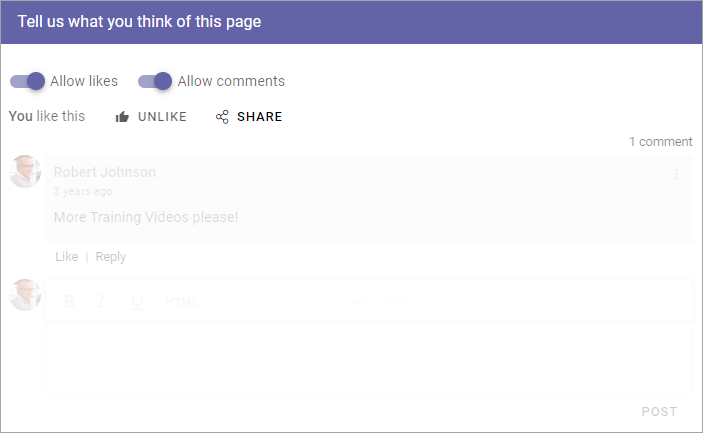 Tell us what you think of this page
Allow likes Allow comments
You like this UNLIKE SHARE
1 comment
Robert Johnson
3 years ago
More Training Videos please!
Like | Reply
B I U HTML
POST